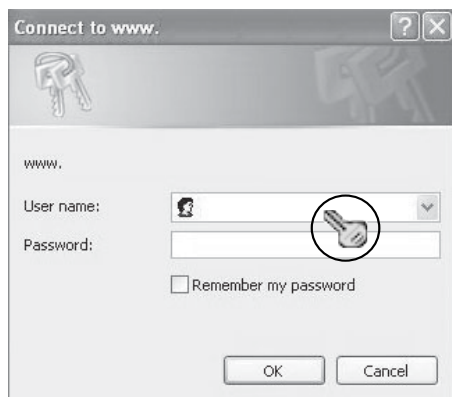 Connect to www.
www.
User name:
Password:
Remember my password
OK
Cancel